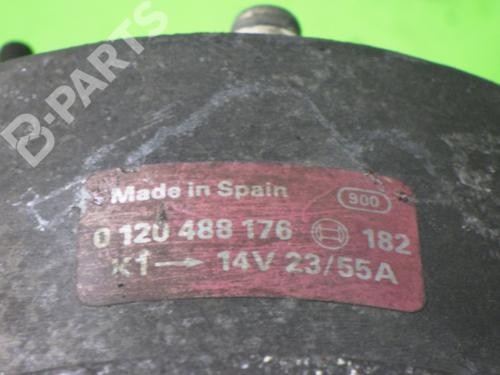 B-PARTS
Made in Spain 900
0 120 488 176 182
K1→ 14V 23/55A